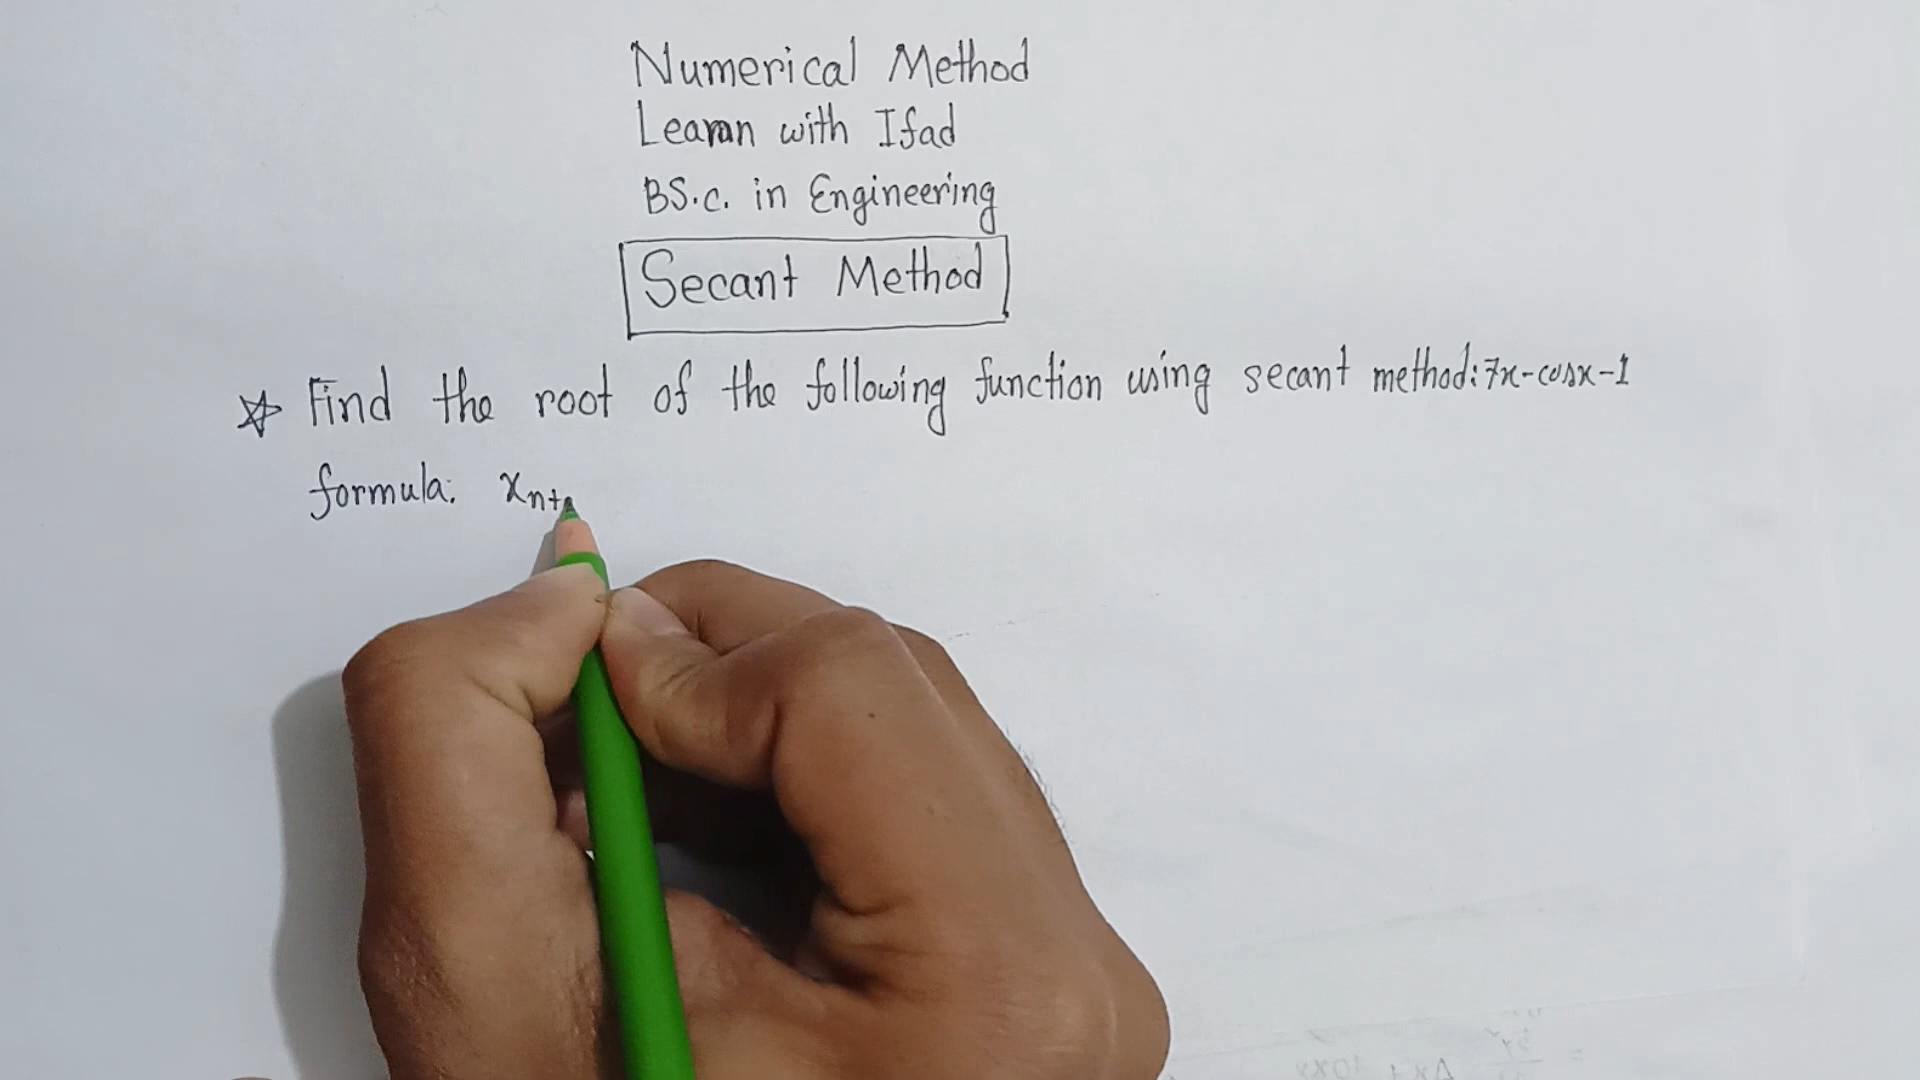 Numerical Method
Learn with Ifad
BS.c. in Engineering
Secant Method
☆ Find the root of the following function using secant method: 7x-cosx-1
formula: xn+